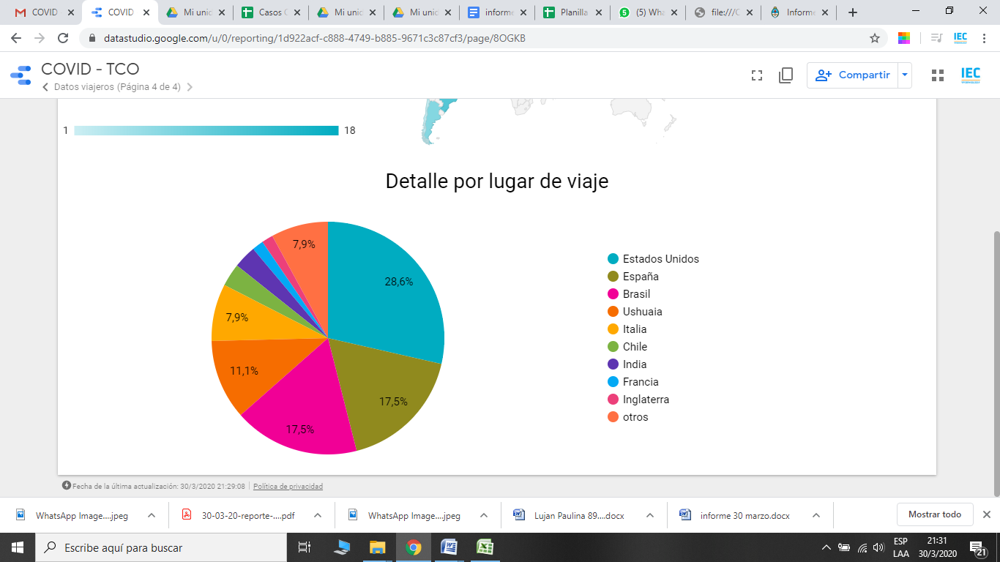 COVID
COVID
Mi unid
Casos C
Mi unid
Mi unid
informe
Planilla
(5) Wha
file:///C
Informe
datastudio.google.com/u/0/reporting/1d922acf-c888-4749-b885-9671c3c87cf3/page/8OGKB
IEC
COVID - TCO
Datos viajeros (Página 4 de 4)
Compartir
IEC
1
18
Detalle por lugar de viaje
7,9%
28,6%
7,9%
11,1%
17,5%
17,5%
Estados Unidos
España
Brasil
Ushuaia
Italia
Chile
India
Francia
Inglaterra
otros
Fecha de la última actualización: 30/3/2020 21:29:08
Política de privacidad
WhatsApp Image....jpeg
30-03-20-reporte-....pdf
WhatsApp Image....jpeg
Lujan Paulina 89....docx
informe 30 marzo.docx
Mostrar todo
Escribe aquí para buscar
ESP
LAA
21:31
30/3/2020
21